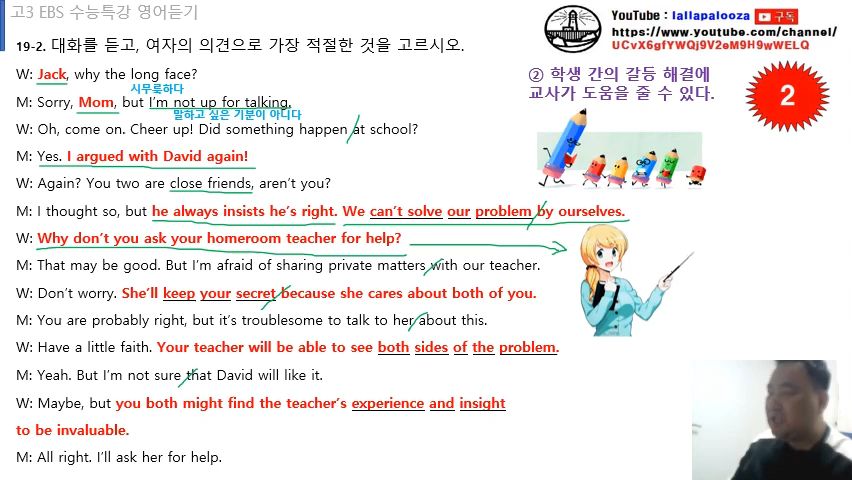 고3 EBS 수능특강 영어듣기
YouTube : lallapalooza 구독
https://www.youtube.com/channel/
UCvX6gfYWQj9V2eM9H9wWELQ
19-2. 대화를 듣고, 여자의 의견으로 가장 적절한 것을 고르시오.
② 학생 간의 갈등 해결에
교사가 도움을 줄 수 있다.
2
W: Jack, why the long face?
시무룩하다
M: Sorry, Mom, but I'm not up for talking.
말하고 싶은 기분이 아니다
W: Oh, come on. Cheer up! Did something happen at school?
M: Yes. I argued with David again!
W: Again? You two are close friends, aren't you?
M: I thought so, but he always insists he's right. We can't solve our problem by ourselves.
W: Why don't you ask your homeroom teacher for help?
M: That may be good. But I'm afraid of sharing private matters with our teacher.
W: Don't worry. She'll keep your secret because she cares about both of you.
M: You are probably right, but it's troublesome to talk to her about this.
W: Have a little faith. Your teacher will be able to see both sides of the problem.
M: Yeah. But I'm not sure that David will like it.
W: Maybe, but you both might find the teacher's experience and insight
to be invaluable.
M: All right. I'll ask her for help.